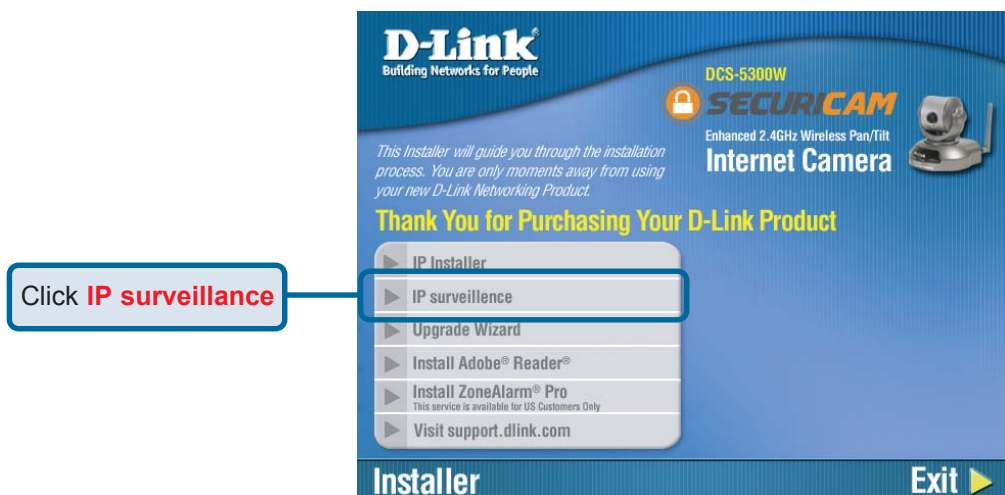 D-Link
Building Networks for People
DCS-5300W
SECURICAM
Enhanced 2.4GHz Wireless Pan/Tilt
Internet Camera
This Installer will guide you through the installation
process. You are only moments away from using
your new D-Link Networking Product.
Thank You for Purchasing Your D-Link Product
IP Installer
Click IP surveillance
IP surveillence
Upgrade Wizard
Install Adobe® Reader®
Install ZoneAlarm® Pro
This service is available for US Customers Only
Visit support.dlink.com
Installer
Exit